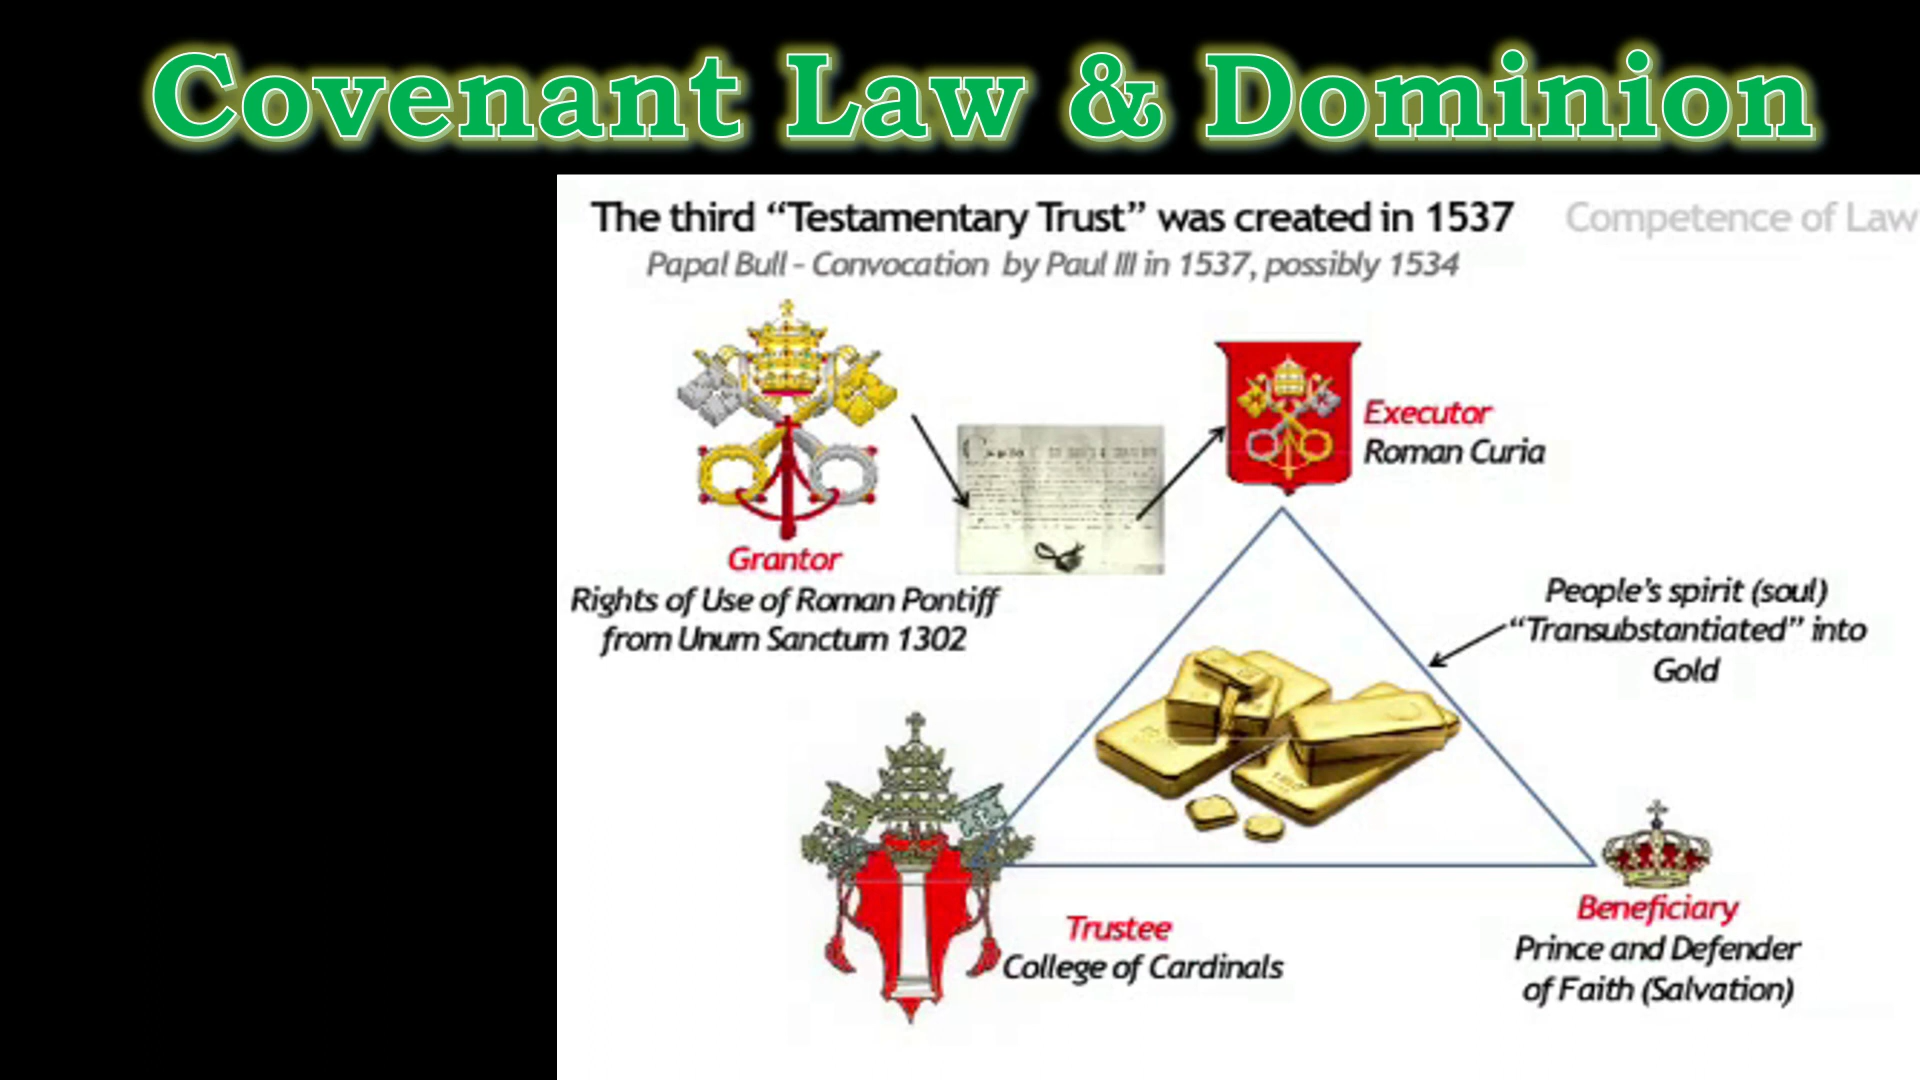 Covenant Law & Dominion
The third “Testamentary Trust” was created in 1537
Competence of Law
Papal Bull - Convocation by Paul III in 1537, possibly 1534
Executor
Roman Curia
Grantor
Rights of Use of Roman Pontiff
from Unum Sanctum 1302
People's spirit (soul)
“Transubstantiated” into
Gold
Trustee
College of Cardinals
Beneficiary
Prince and Defender
of Faith (Salvation)